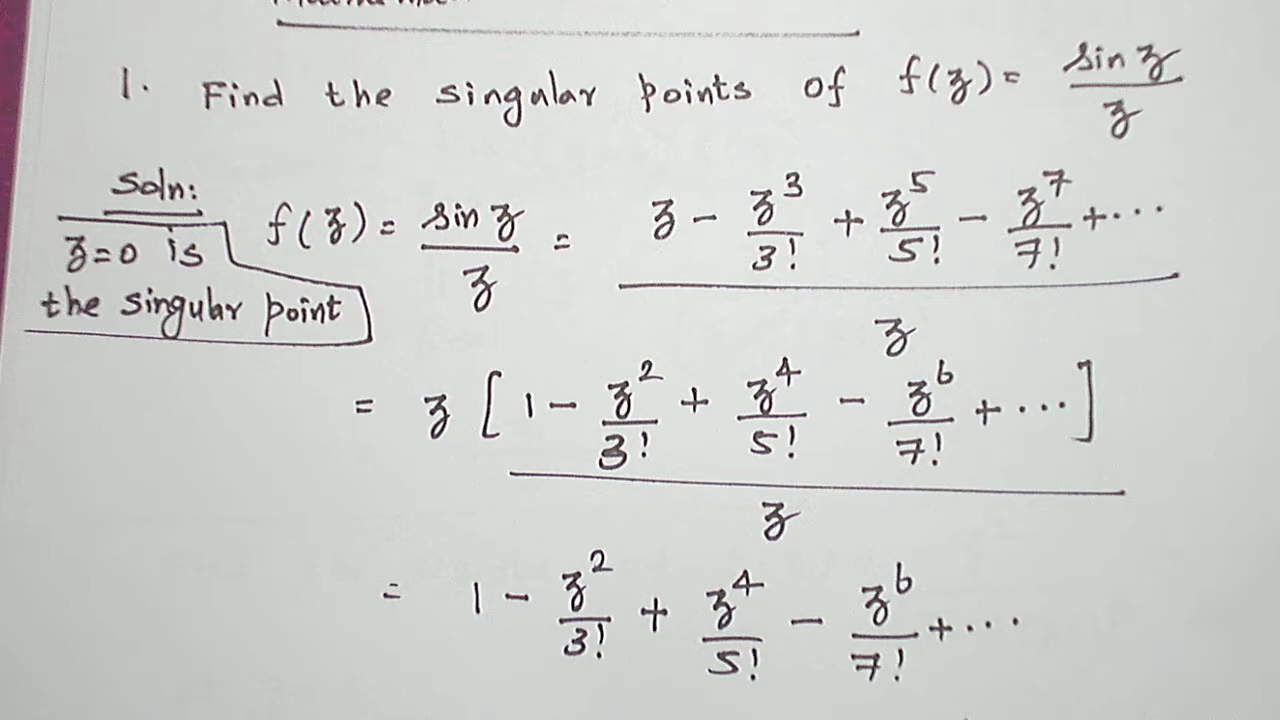 1. Find the singular points of f(z) = sin z / z
Soln:
z=0 is
the singular point
f(z) = sin z / z = (z - z^3/3! + z^5/5! - z^7/7! + ...) / z
= z [1 - z^2/3! + z^4/5! - z^6/7! + ...] / z
= 1 - z^2/3! + z^4/5! - z^6/7! + ...